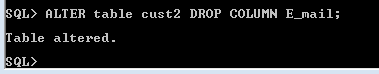 SQL> ALTER table cust2 DROP COLUMN E_mail;
Table altered.
SQL>